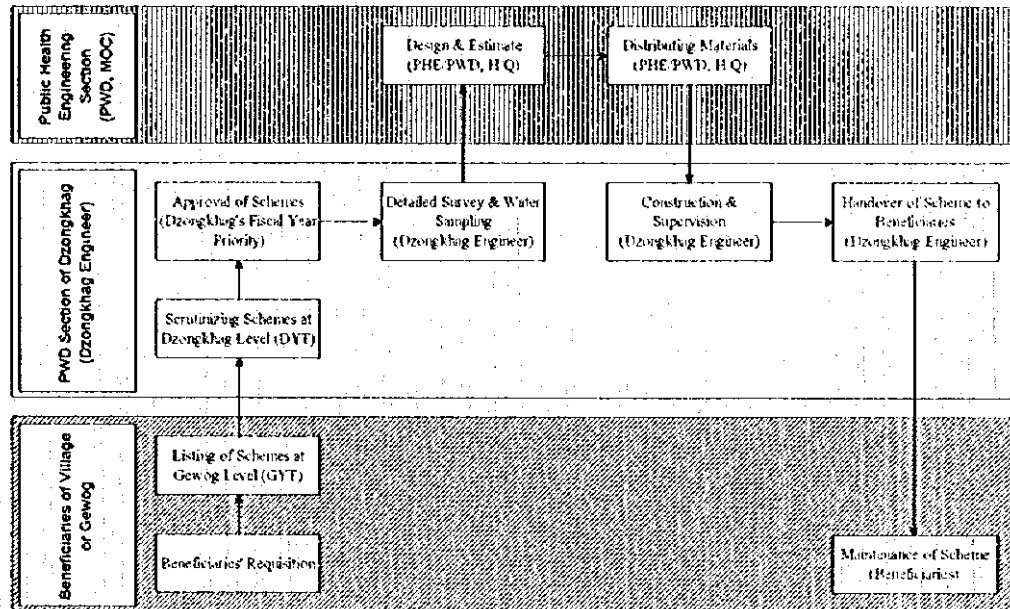 Public Health
Engineering
Section
(PWD, MOC)
Design & Estimate
(PHE/PWD, H/Q)
Distributing Materials
(PHE/PWD, H/Q)
PWD Section of Dzongkhag
(Dzongkhag Engineer)
Approval of Schemes
(Dzongkhag's Fiscal Year
Priority)
Detailed Survey & Water
Sampling
(Dzongkhag Engineer)
Construction &
Supervision
(Dzongkhag Engineer)
Handover of Scheme to
Beneficiaries
(Dzongkhag Engineer)
Scrutinizing Schemes at
Dzongkhag Level (DYT)
Beneficiaries of Village
or Gewog
Listing of Schemes at
Gewog Level (GYT)
Beneficiaries' Requisition
Maintenance of Scheme
(Beneficiaries)